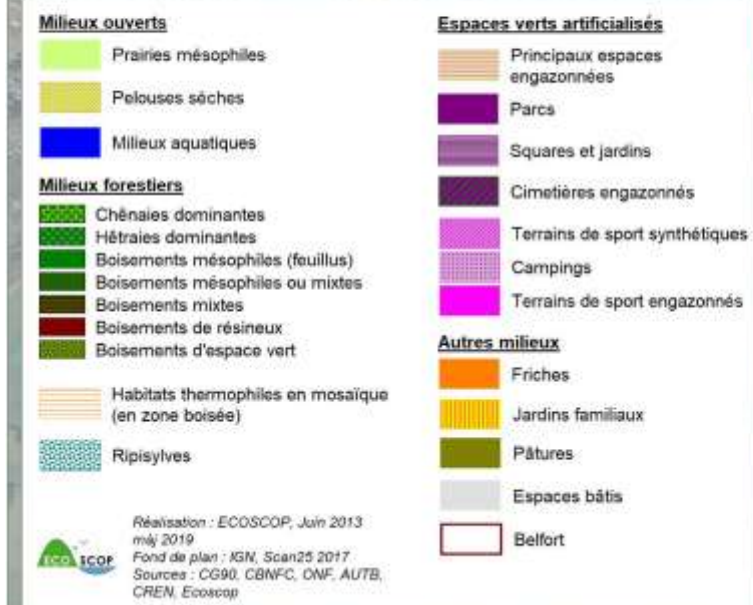 Milieux ouverts
Prairies mésophiles
Pelouses sèches
Milieux aquatiques
Milieux forestiers
Chênaies dominantes
Hêtraies dominantes
Boisements mésophiles (feuillus)
Boisements mésophiles ou mixtes
Boisements mixtes
Boisements de résineux
Boisements d'espace vert
Habitats thermophiles en mosaïque
(en zone boisée)
Ripisylves
ECO SCOP
Réalisation : ECOSCOP, Juin 2013
màj 2019
Fond de plan : IGN, Scan25 2017
Sources : CG90, CBNFC, ONF, AUTB,
CREN, Ecoscop
Espaces verts artificialisés
Principaux espaces
engazonnées
Parcs
Squares et jardins
Cimetières engazonnés
Terrains de sport synthétiques
Campings
Terrains de sport engazonnés
Autres milieux
Friches
Jardins familiaux
Pâtures
Espaces bâtis
Belfort